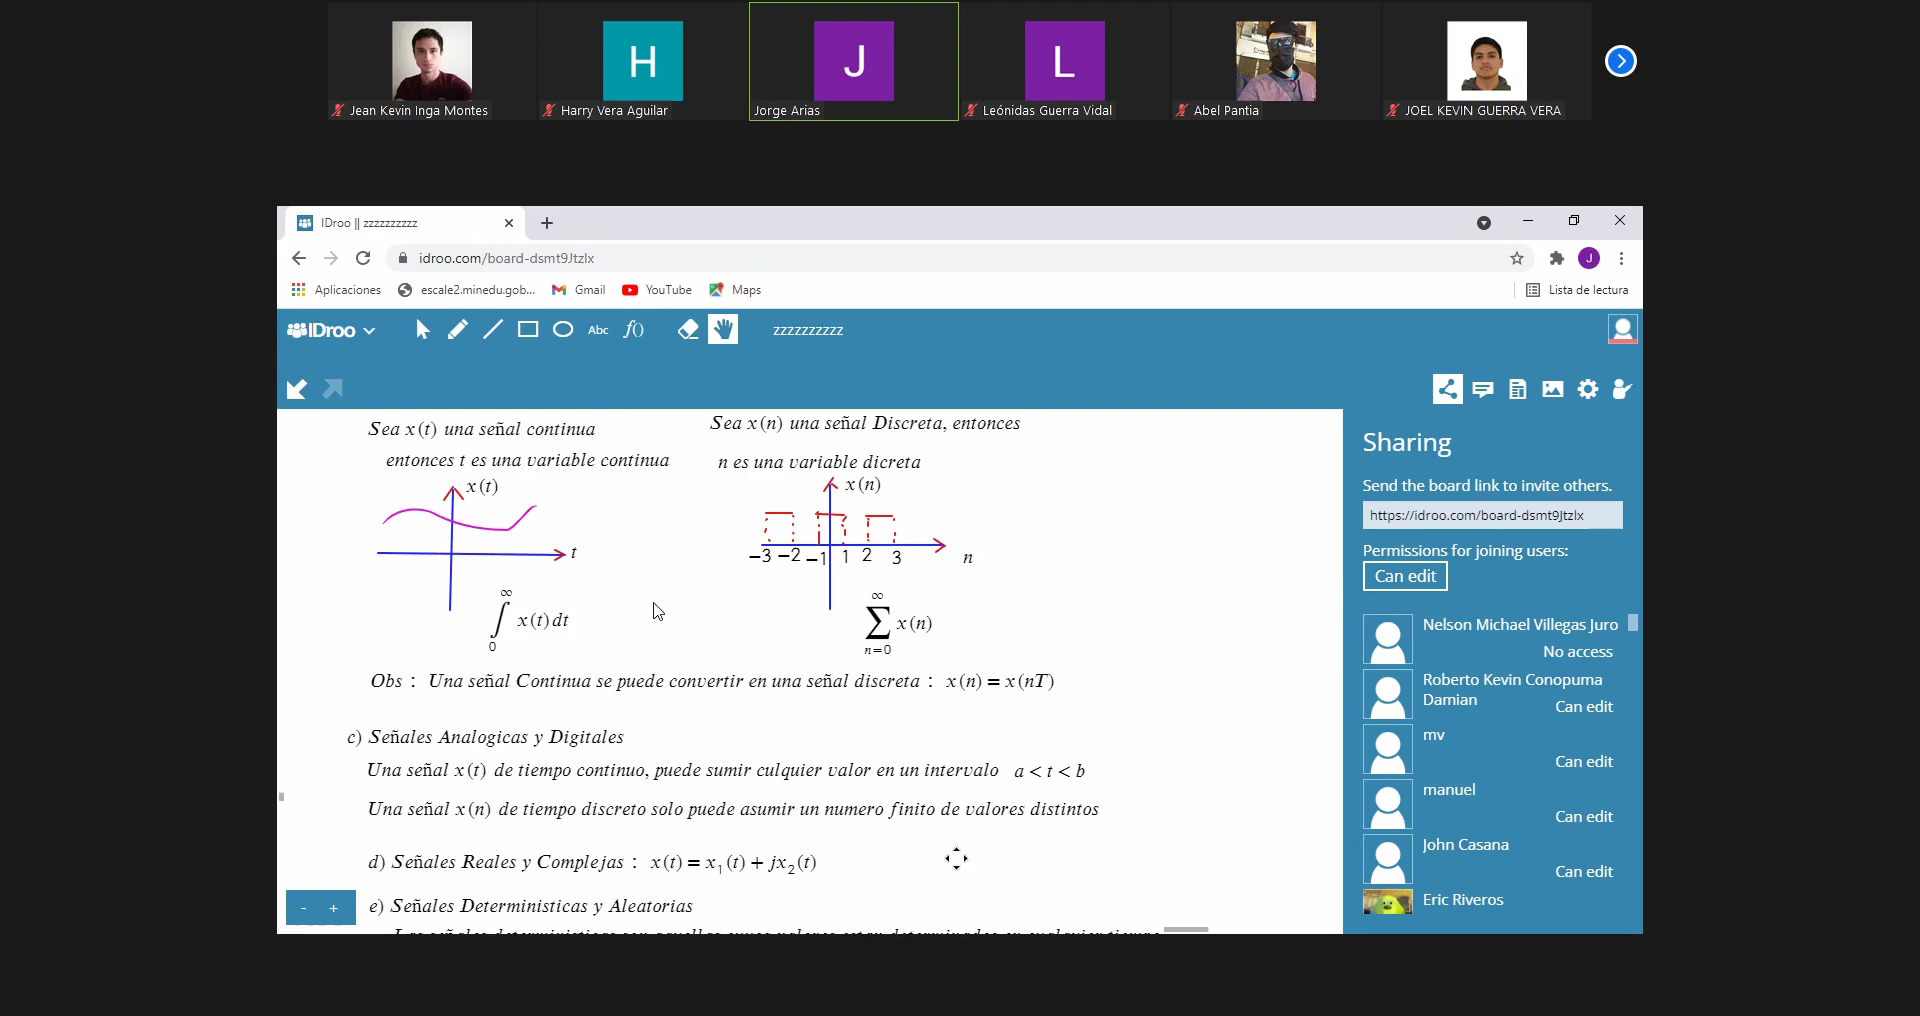 H
J
L
Jean Kevin Inga Montes
Harry Vera Aguilar
Jorge Arias
Leónidas Guerra Vidal
Abel Pantia
JOEL KEVIN GUERRA VERA
IDroo || zzzzzzzzzz
idroo.com/board-dsmt9Jtzlx
J
Aplicaciones
escale2.minedu.gob...
Gmail
YouTube
Maps
Lista de lectura
IDroo
Abc
f()
zzzzzzzzzz
Sea x(t) una señal continua
entonces t es una variable continua
x(t)
t
∫₀^∞ x(t)dt
Sea x(n) una señal Discreta, entonces
n es una variable dicreta
x(n)
-3 -2 -1 1 2 3 n
∑_{n=0}^∞ x(n)
Obs : Una señal Continua se puede convertir en una señal discreta : x(n) = x(nT)
c) Señales Analogicas y Digitales
Una señal x(t) de tiempo continuo, puede sumir culquier valor en un intervalo a < t < b
Una señal x(n) de tiempo discreto solo puede asumir un numero finito de valores distintos
d) Señales Reales y Complejas : x(t) = x₁(t) + jx₂(t)
e) Señales Deterministicas y Aleatorias
- +
Sharing
Send the board link to invite others.
https://idroo.com/board-dsmt9Jtzlx
Permissions for joining users:
Can edit
Nelson Michael Villegas Juro
No access
Roberto Kevin Conopuma
Damian
Can edit
mv
Can edit
manuel
Can edit
John Casana
Can edit
Eric Riveros